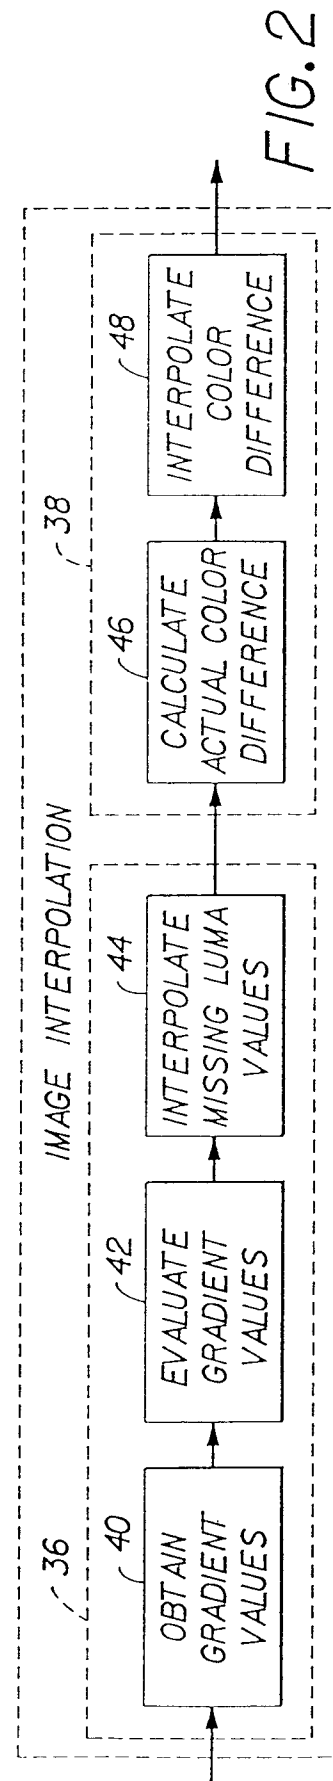 IMAGE INTERPOLATION
36
38
40
OBTAIN
GRADIENT
VALUES
42
EVALUATE
GRADIENT
VALUES
44
INTERPOLATE
MISSING LUMA
VALUES
46
CALCULATE
ACTUAL COLOR
DIFFERENCE
48
INTERPOLATE
COLOR
DIFFERENCE
FIG. 2